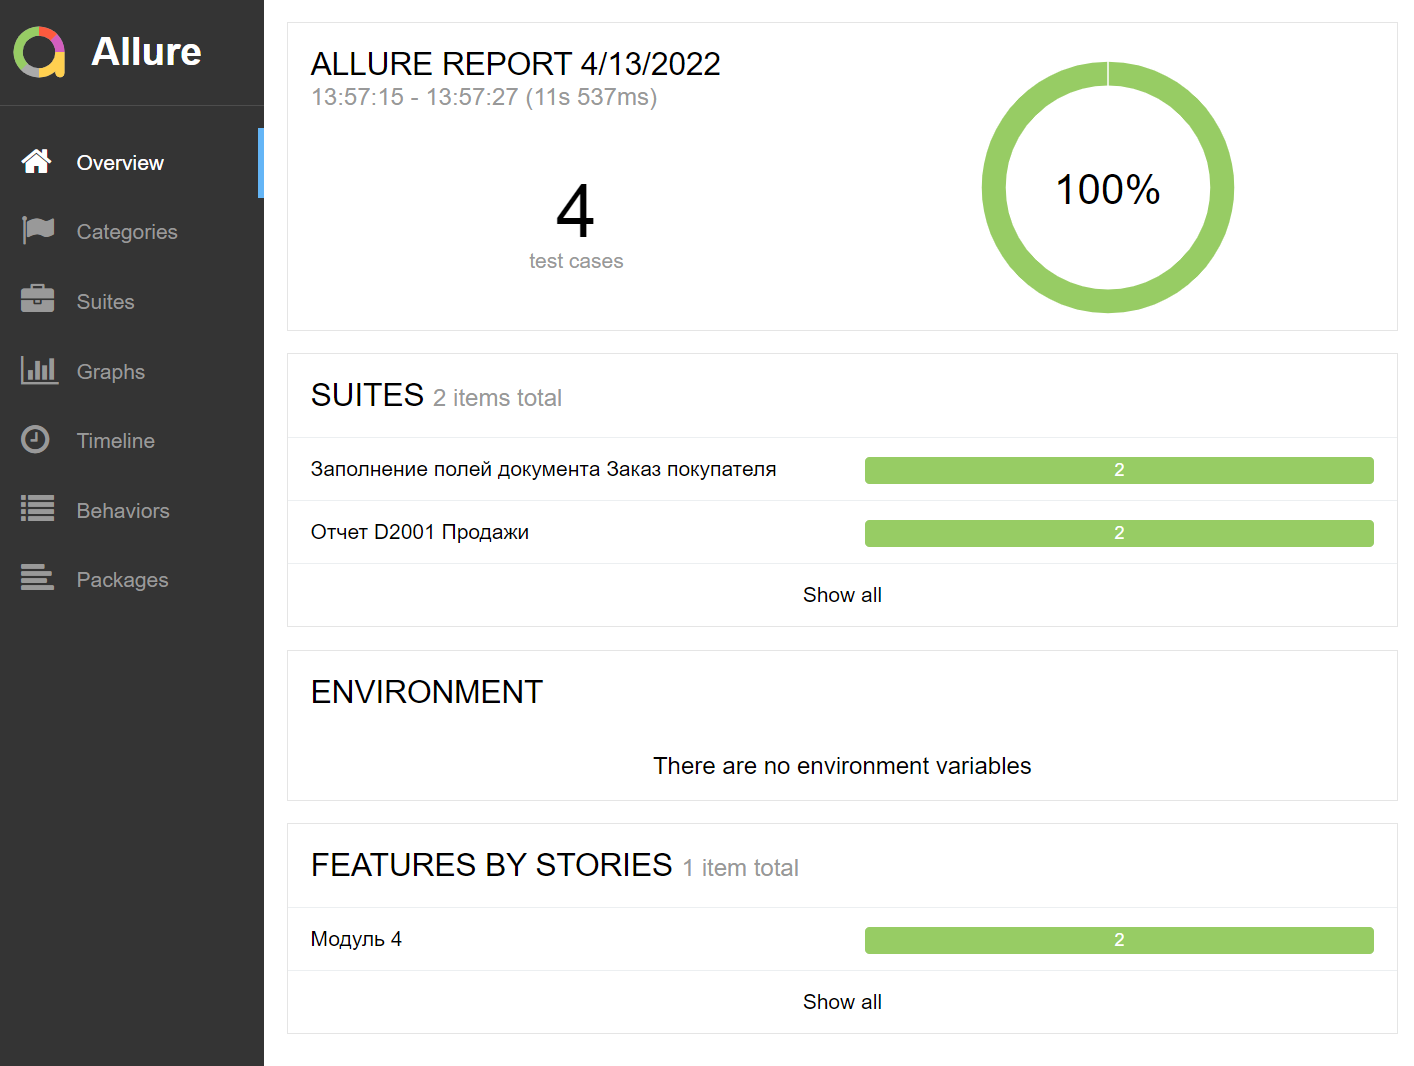 Allure
Overview
Categories
Suites
Graphs
Timeline
Behaviors
Packages
ALLURE REPORT 4/13/2022
13:57:15 - 13:57:27 (11s 537ms)
4
test cases
100%
SUITES 2 items total
Заполнение полей документа Заказ покупателя 2
Отчет D2001 Продажи 2
Show all
ENVIRONMENT
There are no environment variables
FEATURES BY STORIES 1 item total
Модуль 4 2
Show all